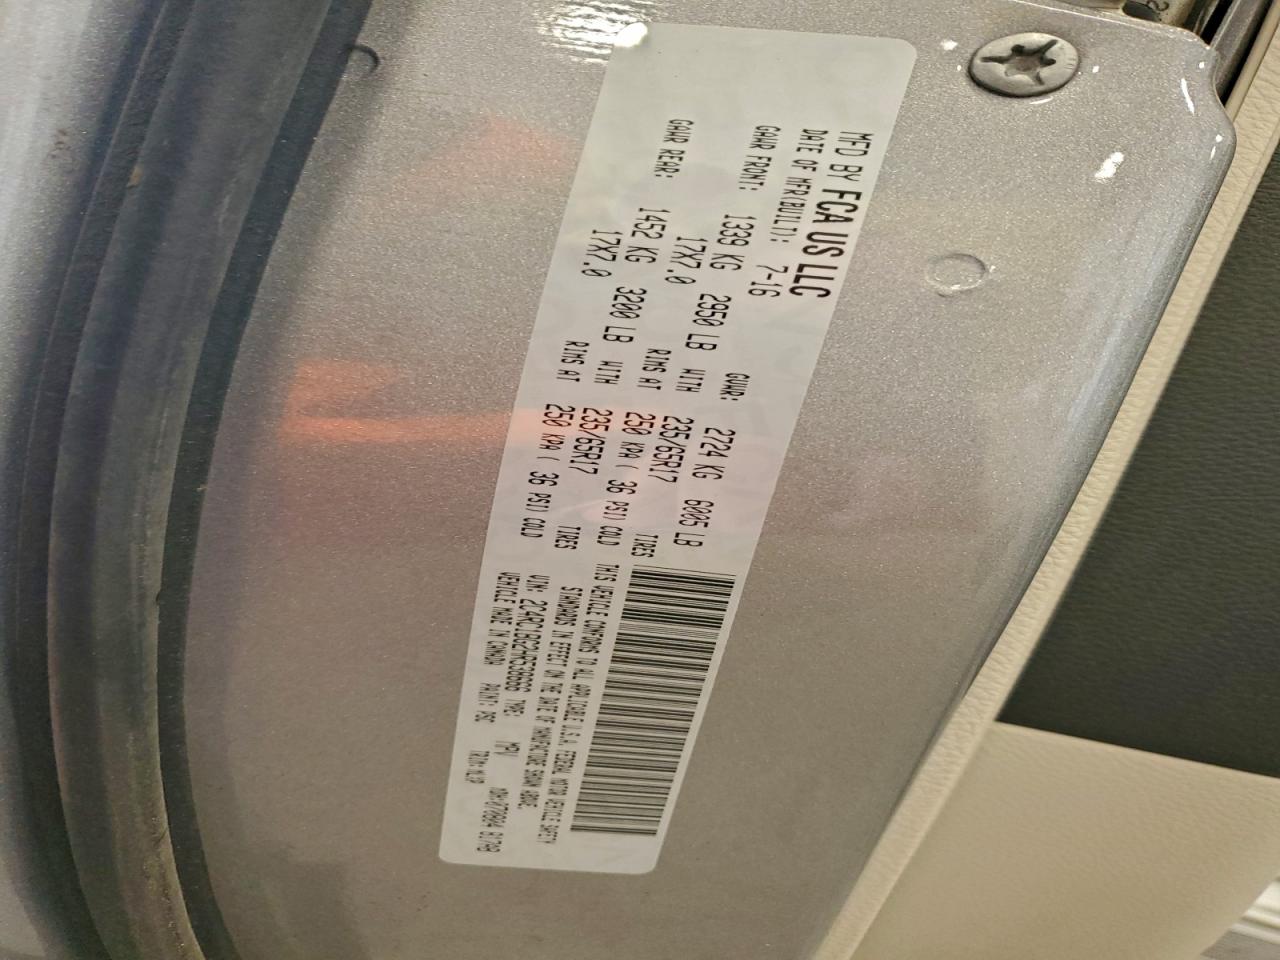 MFD BY FCA US LLC
DATE OF MFR(BUILT): 7-16
GVWR: 2724 KG 6005 LB
GAWR FRONT: 1339 KG 2950 LB WITH 235/65R17 TIRES
17X7.0 RIMS AT 250 KPA ( 36 PSI) COLD
GAWR REAR: 1452 KG 3200 LB WITH 235/65R17 TIRES
17X7.0 RIMS AT 250 KPA ( 36 PSI) COLD
THIS VEHICLE CONFORMS TO ALL APPLICABLE U.S.A. FEDERAL MOTOR VEHICLE SAFETY
STANDARDS IN EFFECT ON THE DATE OF MANUFACTURE SHOWN ABOVE.
VIN: TYPE: MPV
VEHICLE MADE IN CANADA PAINT: PSC TRIM: